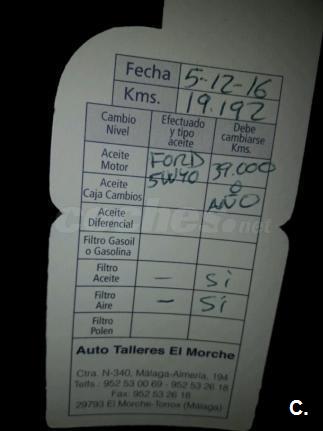 Fecha 5-12-16
Kms. 19.192
Cambio Nivel Efectuado y tipo aceite Debe cambiarse Kms.
Aceite Motor FORD 5W40 39.000 o AÑO
Aceite Caja Cambios
Aceite Diferencial
Filtro Gasoil o Gasolina
Filtro Aceite — Sí
Filtro Aire — Sí
Filtro Polen
Auto Talleres El Morche
Ctra. N-340, Málaga-Almería, 194
Telfs.: 952 53 00 69 - 952 53 26 18
Fax: 952 53 26 18
29793 El Morche-Torrox (Málaga)
coches.net
C.